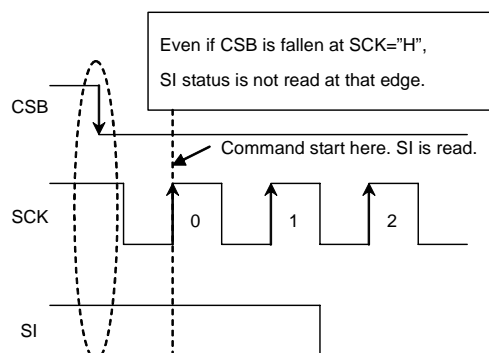 Even if CSB is fallen at SCK="H",
SI status is not read at that edge.
CSB
Command start here. SI is read.
SCK
0 1 2
SI